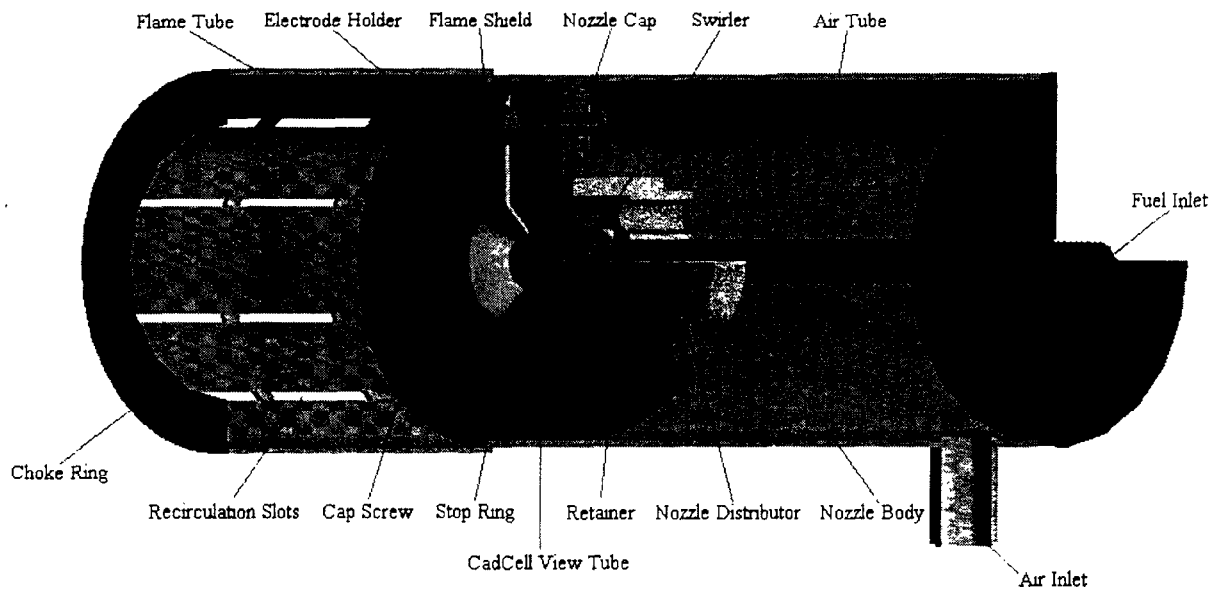 Flame Tube
Electrode Holder
Flame Shield
Nozzle Cap
Swirler
Air Tube
Fuel Inlet
Choke Ring
Recirculation Slots
Cap Screw
Stop Ring
Retainer
Nozzle Distributor
Nozzle Body
CadCell View Tube
Air Inlet